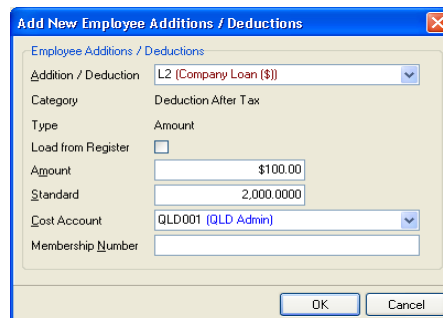 Add New Employee Additions / Deductions
Employee Additions / Deductions
Addition / Deduction L2 (Company Loan ($))
Category Deduction After Tax
Type Amount
Load from Register
Amount $100.00
Standard 2,000.0000
Cost Account QLD001 (QLD Admin)
Membership Number
OK Cancel